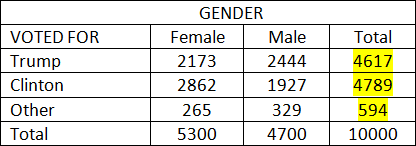 GENDER
VOTED FOR Female Male Total
Trump 2173 2444 4617
Clinton 2862 1927 4789
Other 265 329 594
Total 5300 4700 10000